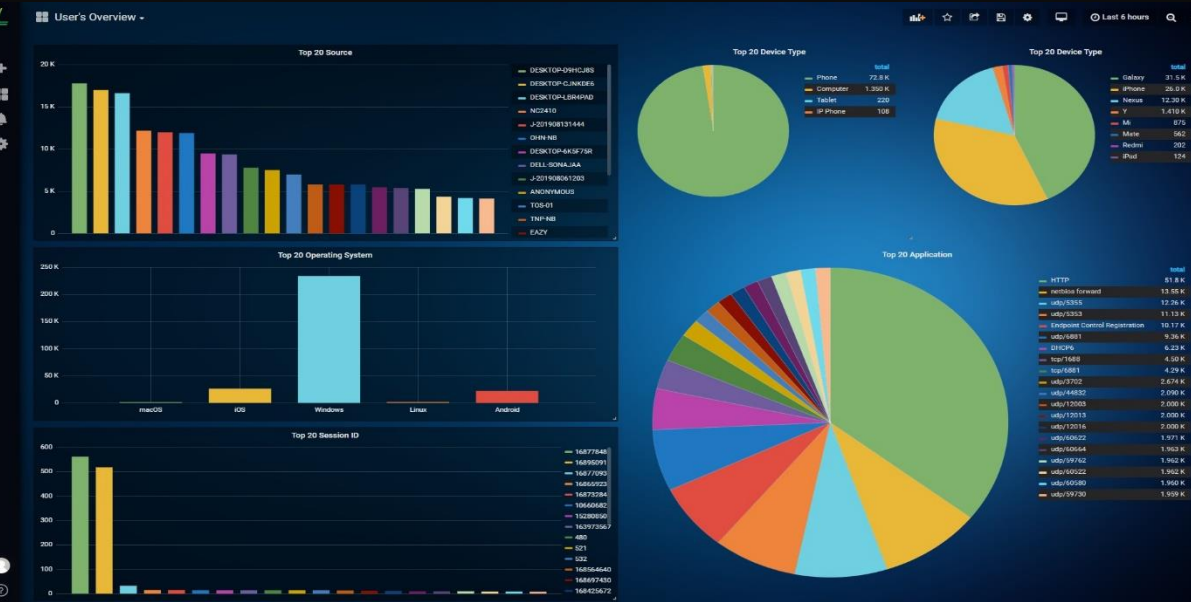 User's Overview
Last 6 hours
Top 20 Source
20 K
15 K
10 K
5 K
0
DESKTOP-D9HCJ8S
DESKTOP-CJNKDE6
DESKTOP-LBR4PAD
NC2410
J-201908131444
OHN-NB
DESKTOP-6K5F75R
DELL-SONAJAA
J-201908061203
ANONYMOUS
TOS-01
TNP-NB
EAZY
Top 20 Device Type
total
Phone 72.8 K
Computer 1.350 K
Tablet 220
IP Phone 108
Top 20 Device Type
total
Galaxy 31.5 K
iPhone 26.0 K
Nexus 12.30 K
Y 1.410 K
Mi 875
Mate 562
Redmi 202
iPad 124
Top 20 Operating System
250 K
200 K
150 K
100 K
50 K
0
macOS
iOS
Windows
Linux
Android
Top 20 Application
total
HTTP 51.8 K
netbios forward 13.55 K
udp/5355 12.26 K
udp/5353 11.13 K
Endpoint Control Registration 10.17 K
udp/6881 9.36 K
DHCP6 6.23 K
tcp/1688 4.50 K
tcp/6881 4.29 K
udp/3702 2.674 K
udp/44832 2.090 K
udp/12003 2.000 K
udp/12013 2.000 K
udp/12016 2.000 K
udp/60622 1.971 K
udp/60664 1.963 K
udp/59762 1.962 K
udp/60522 1.962 K
udp/60580 1.960 K
udp/59730 1.959 K
Top 20 Session ID
600
500
400
300
200
100
0
16877848
16895091
16877093
16865923
16873284
10660682
15280050
163973567
480
521
532
168564640
168697430
168425672